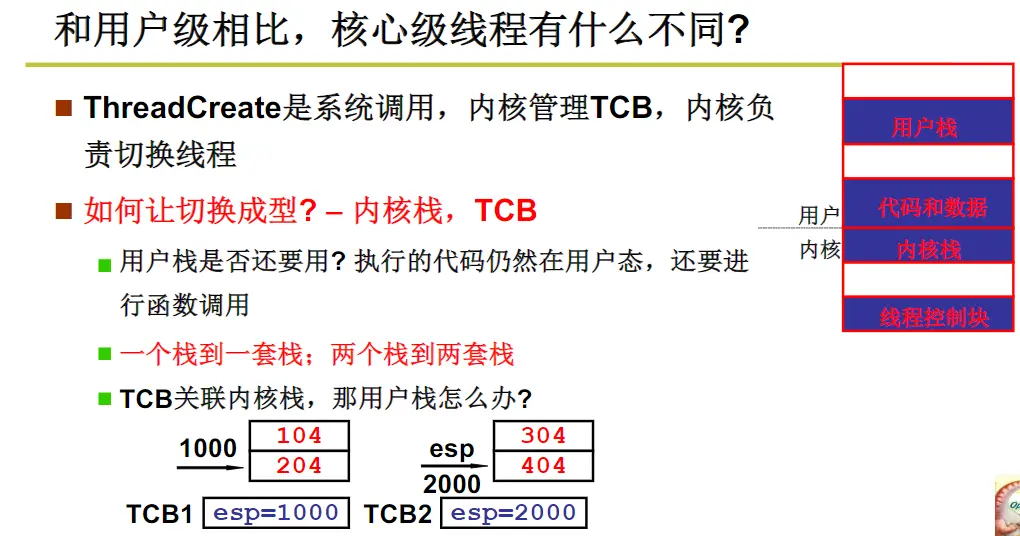 和用户级相比，核心级线程有什么不同?
ThreadCreate是系统调用，内核管理TCB，内核负
责切换线程
如何让切换成型? – 内核栈，TCB
用户栈是否还要用? 执行的代码仍然在用户态，还要进
行函数调用
一个栈到一套栈；两个栈到两套栈
TCB关联内核栈，那用户栈怎么办?
1000
104
204
esp
2000
304
404
TCB1
esp=1000
TCB2
esp=2000
用户栈
代码和数据
用户
内核
内核栈
线程控制块